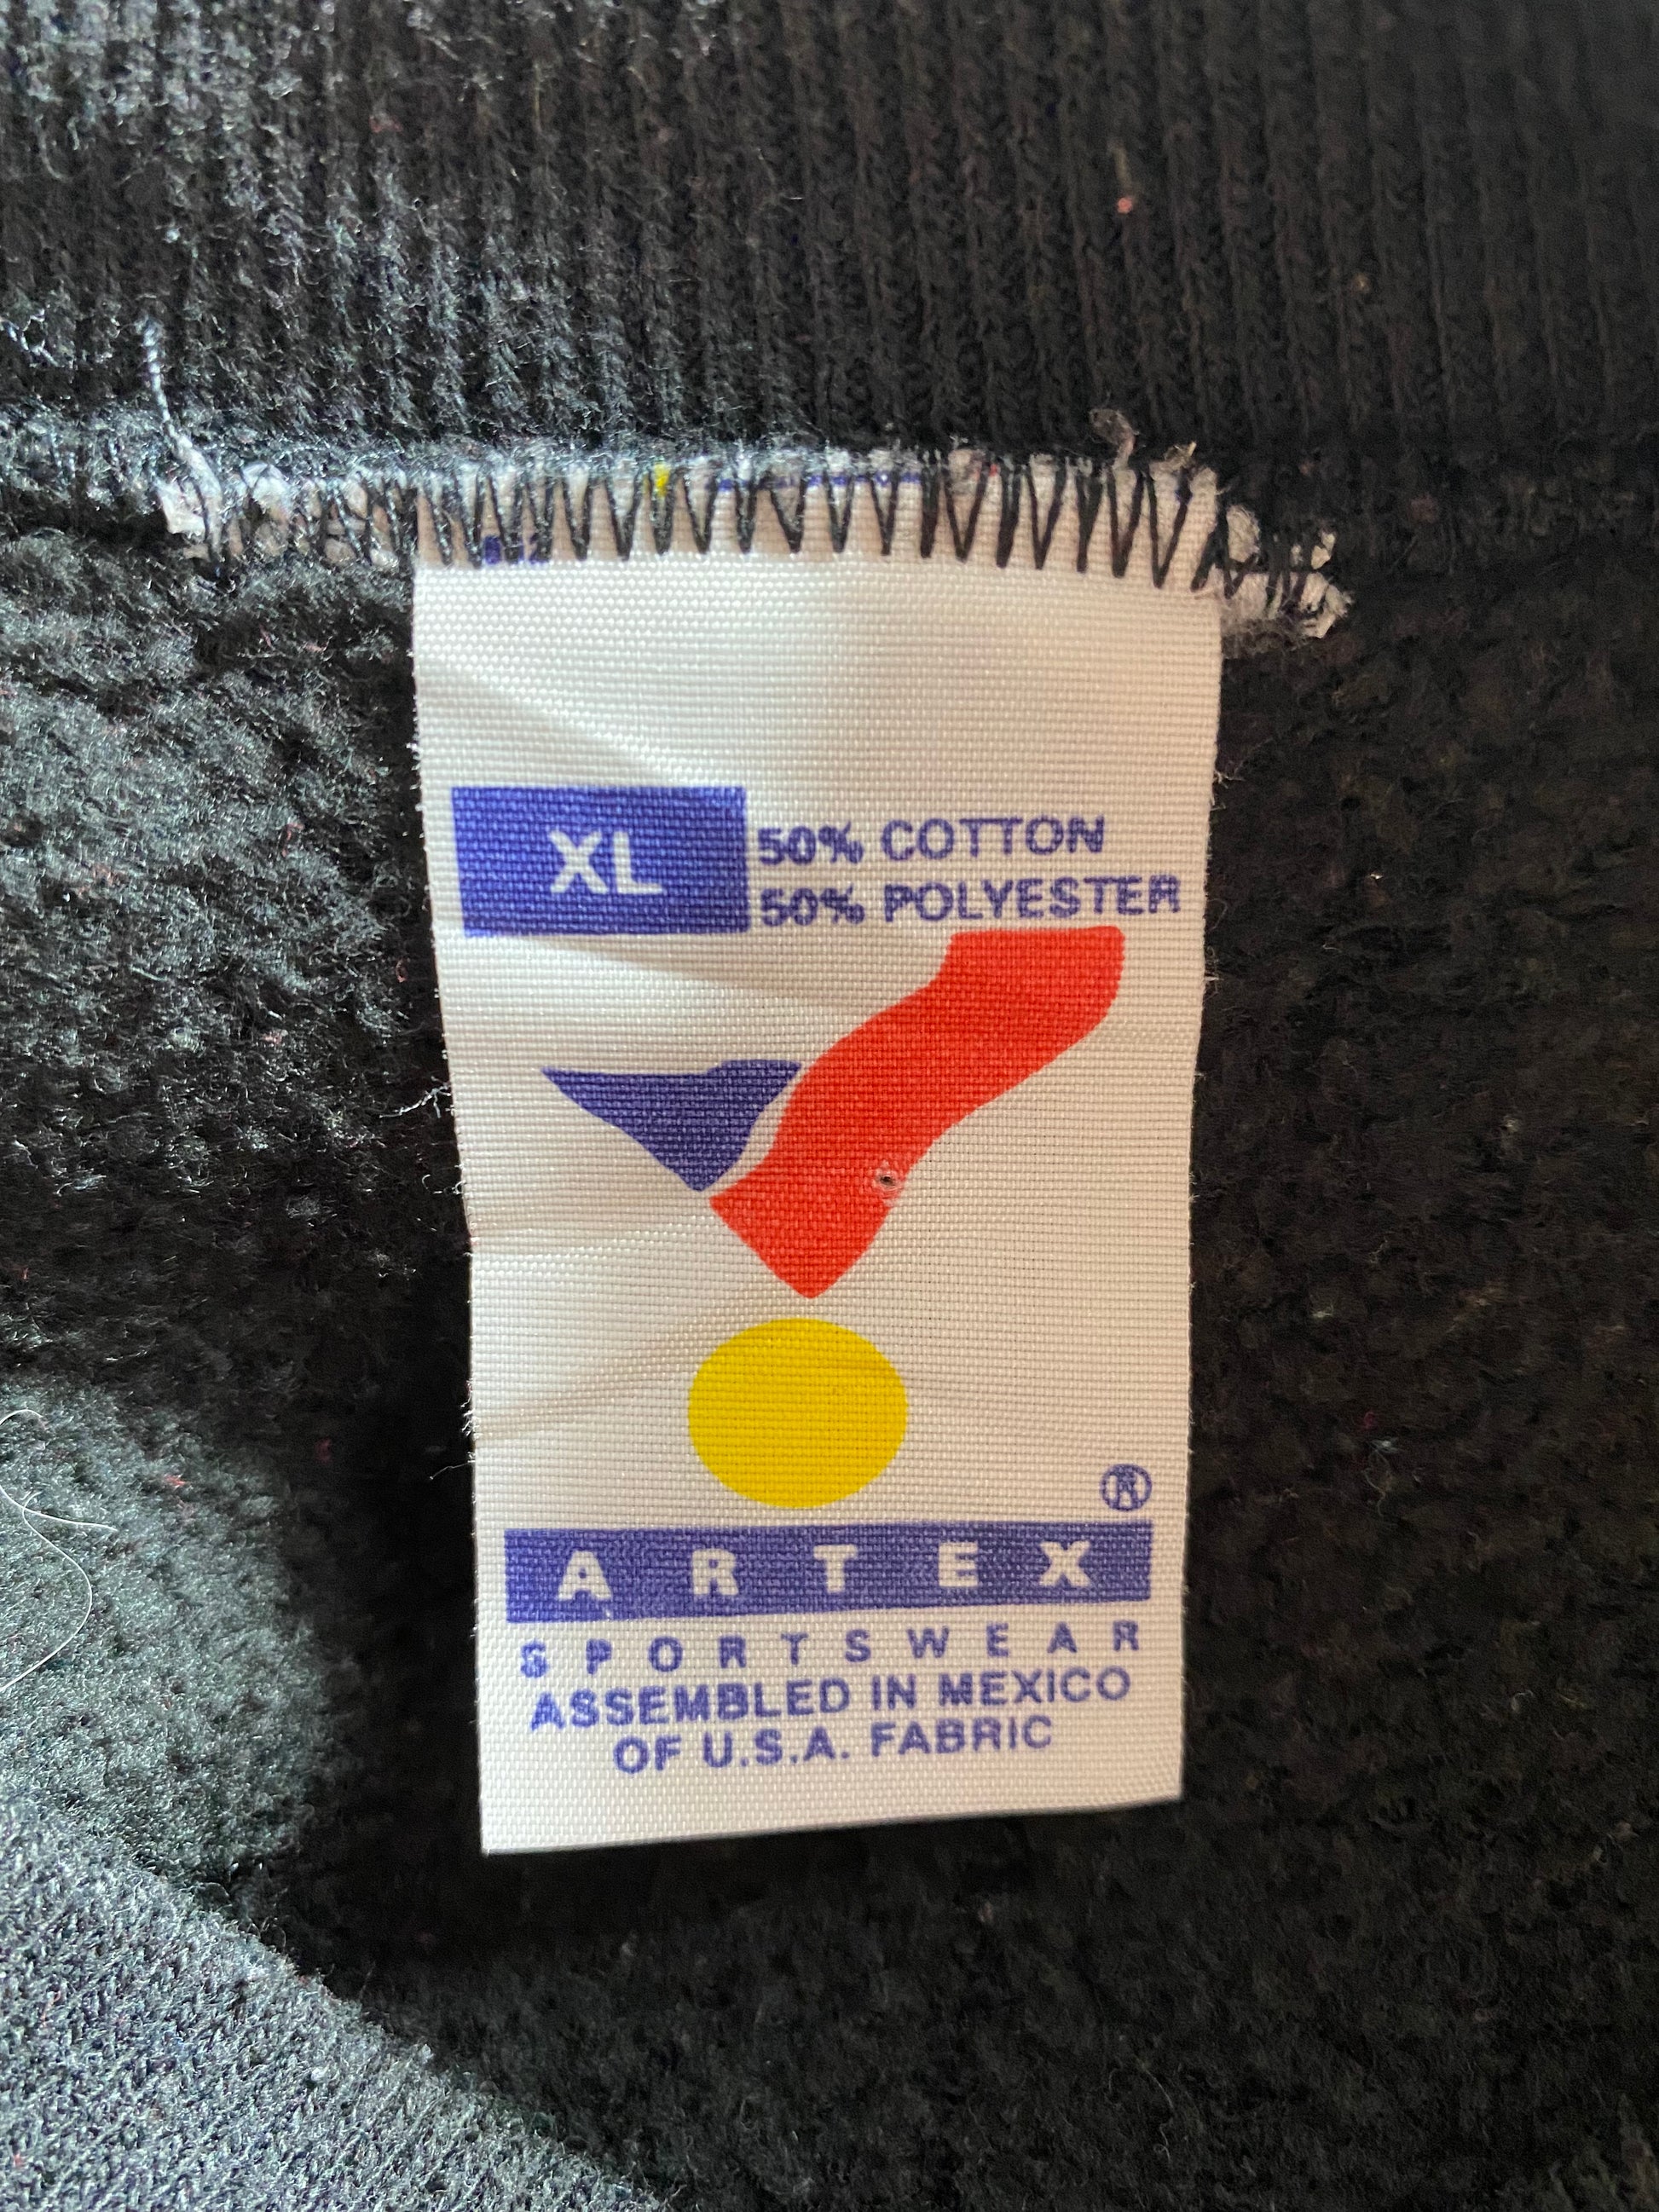 XL 50% COTTON
50% POLYESTER
®
ARTEX
SPORTSWEAR
ASSEMBLED IN MEXICO
OF U.S.A. FABRIC